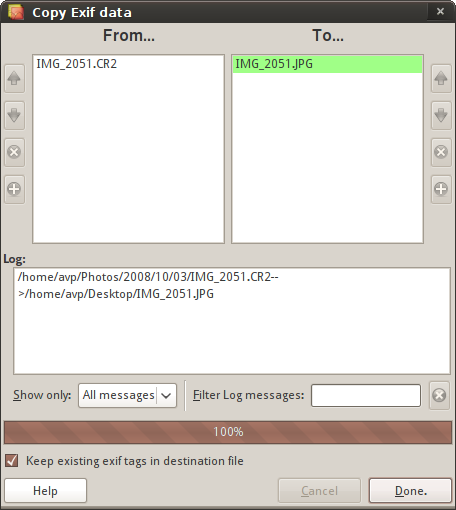 Copy Exif data
From...
To...
IMG_2051.CR2
IMG_2051.JPG
Log:
/home/avp/Photos/2008/10/03/IMG_2051.CR2--
>/home/avp/Desktop/IMG_2051.JPG
Show only: All messages Filter Log messages:
100%
Keep existing exif tags in destination file
Help Cancel Done.